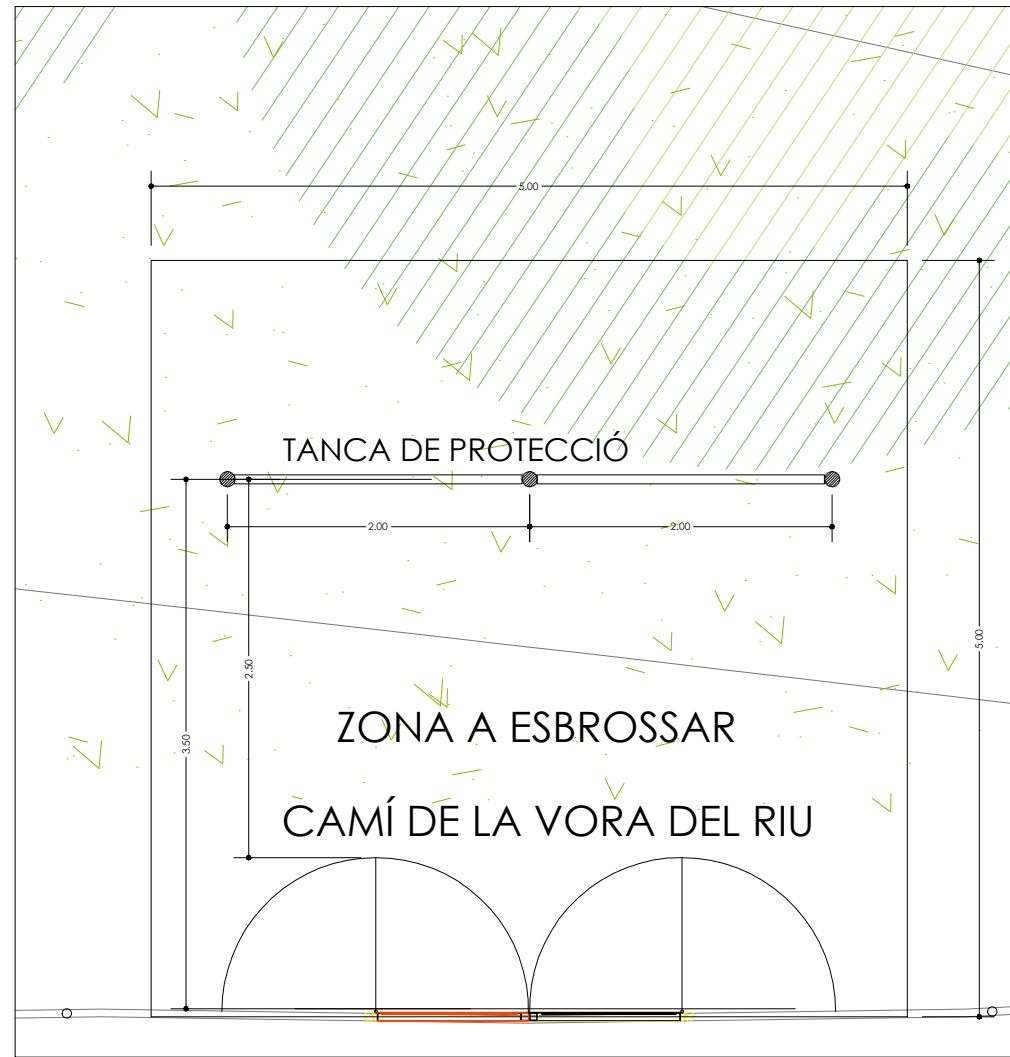 5.00
TANCA DE PROTECCIÓ
2.00
2.00
5.00
2.50
3.50
ZONA A ESBROSSAR
CAMÍ DE LA VORA DEL RIU